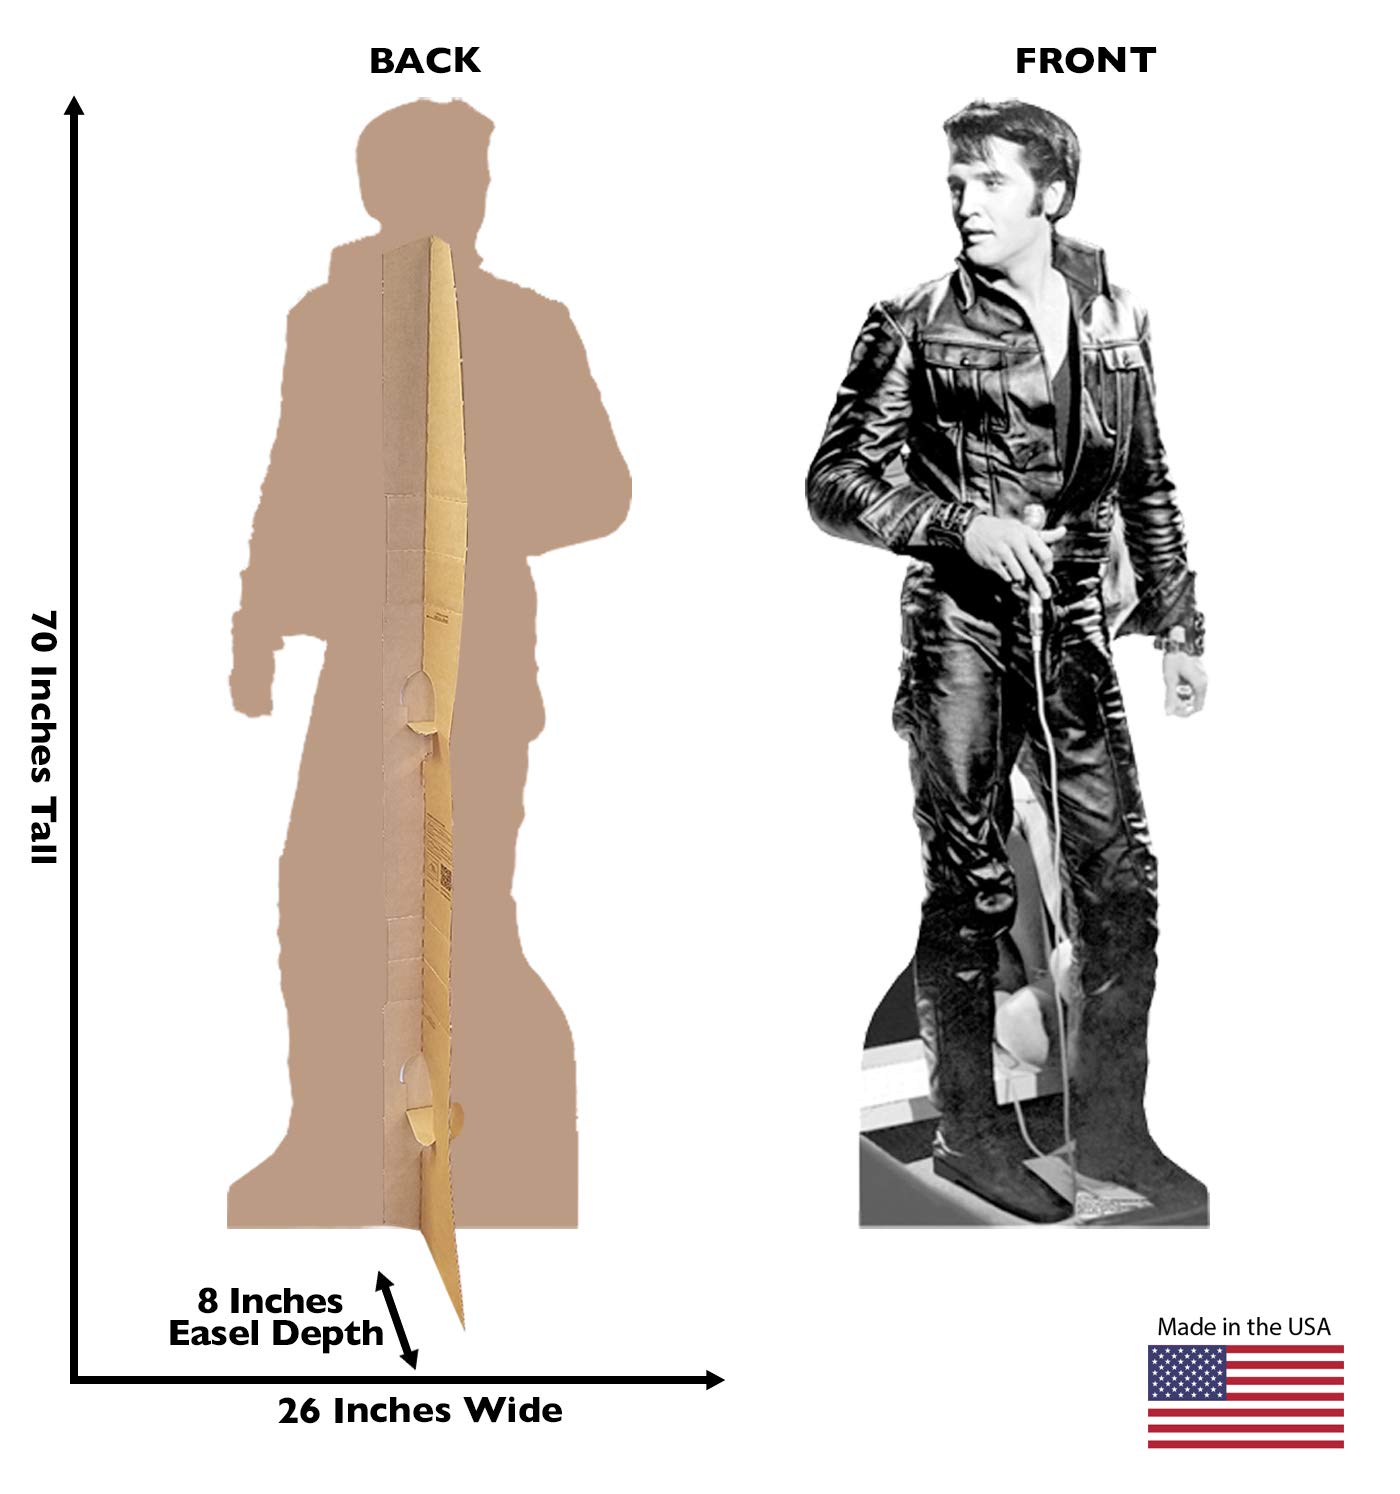 BACK
FRONT
70 Inches Tall
8 Inches
Easel Depth
26 Inches Wide
Made in the USA